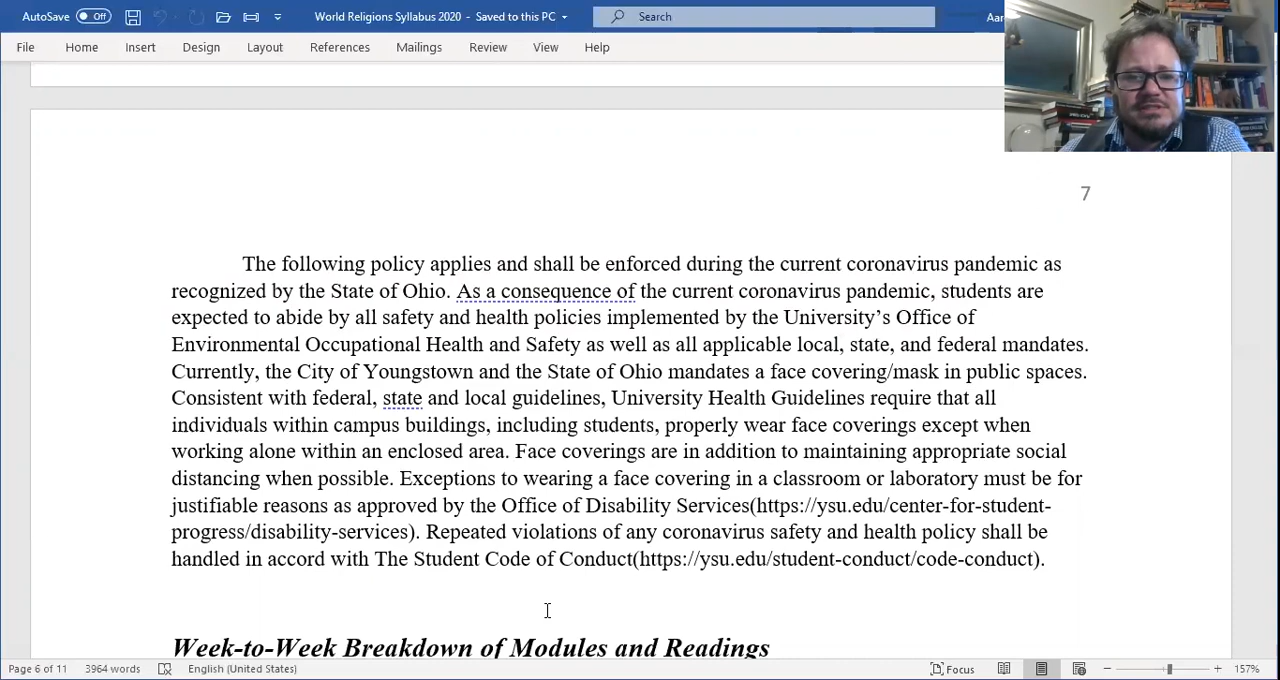 AutoSave Off World Religions Syllabus 2020 - Saved to this PC Search Aar
File Home Insert Design Layout References Mailings Review View Help
7
The following policy applies and shall be enforced during the current coronavirus pandemic as
recognized by the State of Ohio. As a consequence of the current coronavirus pandemic, students are
expected to abide by all safety and health policies implemented by the University’s Office of
Environmental Occupational Health and Safety as well as all applicable local, state, and federal mandates.
Currently, the City of Youngstown and the State of Ohio mandates a face covering/mask in public spaces.
Consistent with federal, state and local guidelines, University Health Guidelines require that all
individuals within campus buildings, including students, properly wear face coverings except when
working alone within an enclosed area. Face coverings are in addition to maintaining appropriate social
distancing when possible. Exceptions to wearing a face covering in a classroom or laboratory must be for
justifiable reasons as approved by the Office of Disability Services(https://ysu.edu/center-for-student-
progress/disability-services). Repeated violations of any coronavirus safety and health policy shall be
handled in accord with The Student Code of Conduct(https://ysu.edu/student-conduct/code-conduct).
Week-to-Week Breakdown of Modules and Readings
Page 6 of 11 3964 words English (United States) Focus 157%